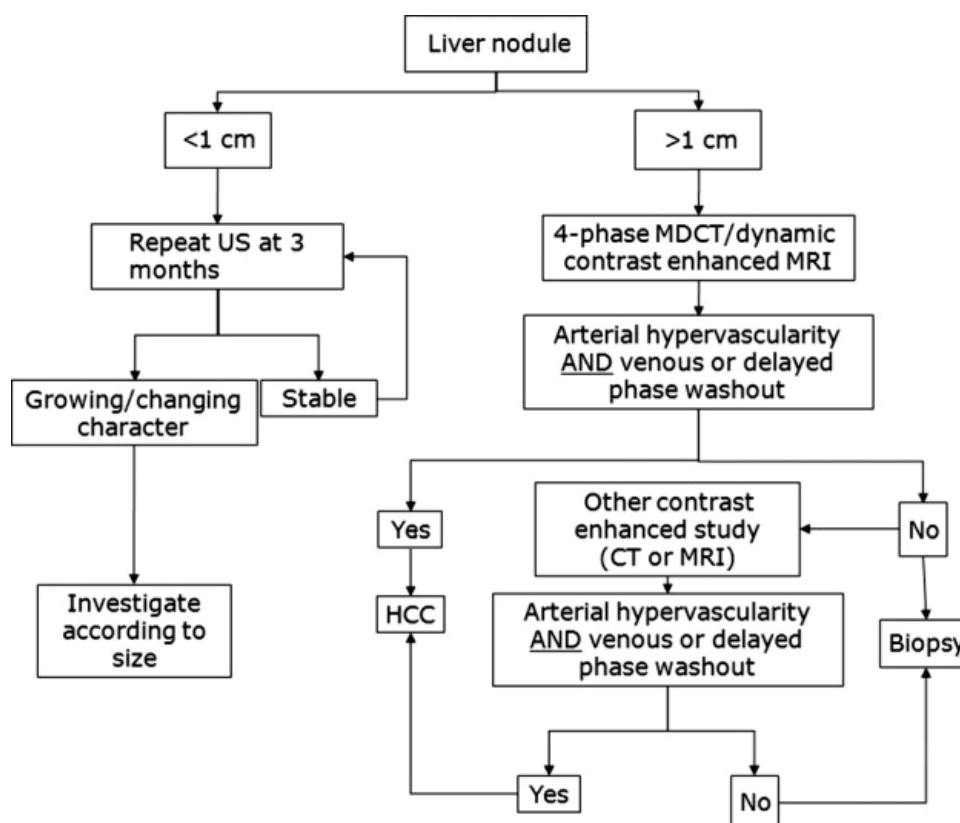 Liver nodule
<1 cm
>1 cm
Repeat US at 3
months
4-phase MDCT/dynamic
contrast enhanced MRI
Arterial hypervascularity
AND venous or delayed
phase washout
Growing/changing
character
Stable
Investigate
according to
size
Yes
HCC
Other contrast
enhanced study
(CT or MRI)
No
Arterial hypervascularity
AND venous or delayed
phase washout
Biopsy
Yes
No